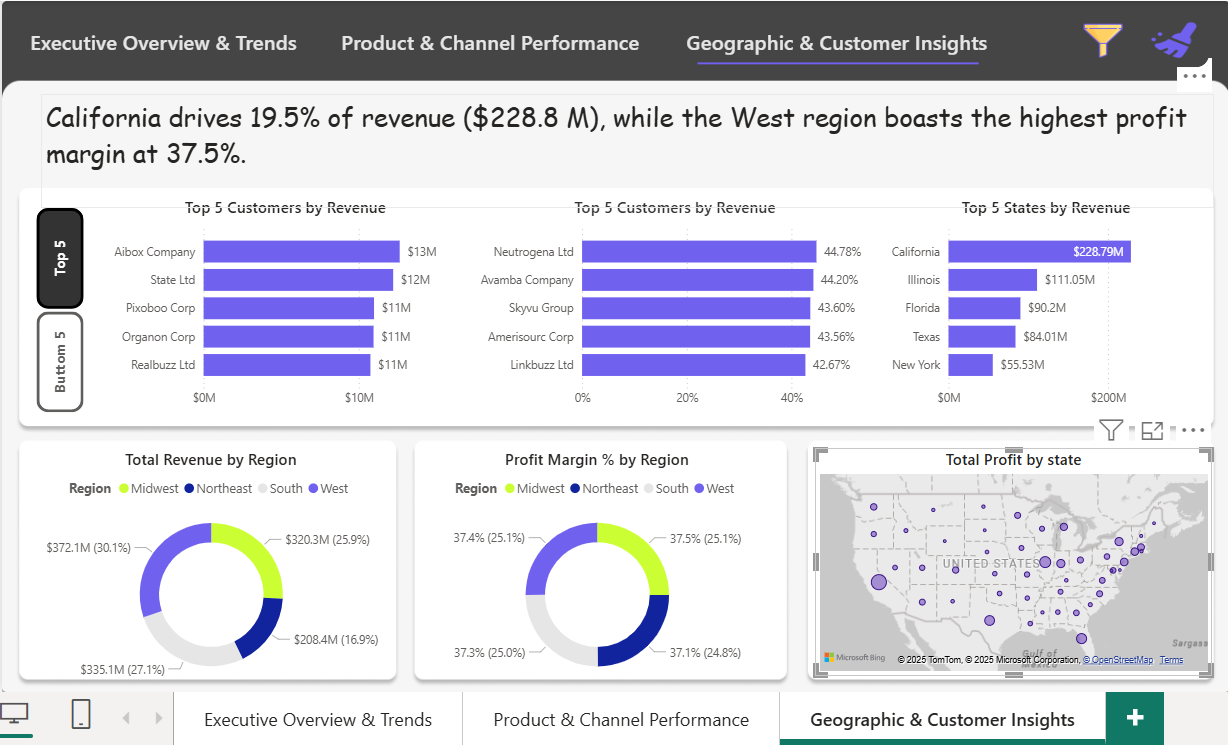 Executive Overview & Trends
Product & Channel Performance
Geographic & Customer Insights
California drives 19.5% of revenue ($228.8 M), while the West region boasts the highest profit
margin at 37.5%.
Top 5
Buttom 5
Top 5 Customers by Revenue
Aibox Company
$13M
State Ltd
$12M
Pixoboo Corp
$11M
Organon Corp
$11M
Realbuzz Ltd
$11M
$0M
$10M
Top 5 Customers by Revenue
Neutrogena Ltd
44.78%
Avamba Company
44.20%
Skyvu Group
43.60%
Amerisourc Corp
43.56%
Linkbuzz Ltd
42.67%
0%
20%
40%
Top 5 States by Revenue
California
$228.79M
Illinois
$111.05M
Florida
$90.2M
Texas
$84.01M
New York
$55.53M
$0M
$200M
Total Revenue by Region
Region Midwest Northeast South West
$372.1M (30.1%)
$320.3M (25.9%)
$208.4M (16.9%)
$335.1M (27.1%)
Profit Margin % by Region
Region Midwest Northeast South West
37.4% (25.1%)
37.5% (25.1%)
37.3% (25.0%)
37.1% (24.8%)
Total Profit by state
UNITED STATES
Gulf of
Sargass
Microsoft Bing
© 2025 TomTom, © 2025 Microsoft Corporation, © OpenStreetMap Terms
Executive Overview & Trends
Product & Channel Performance
Geographic & Customer Insights